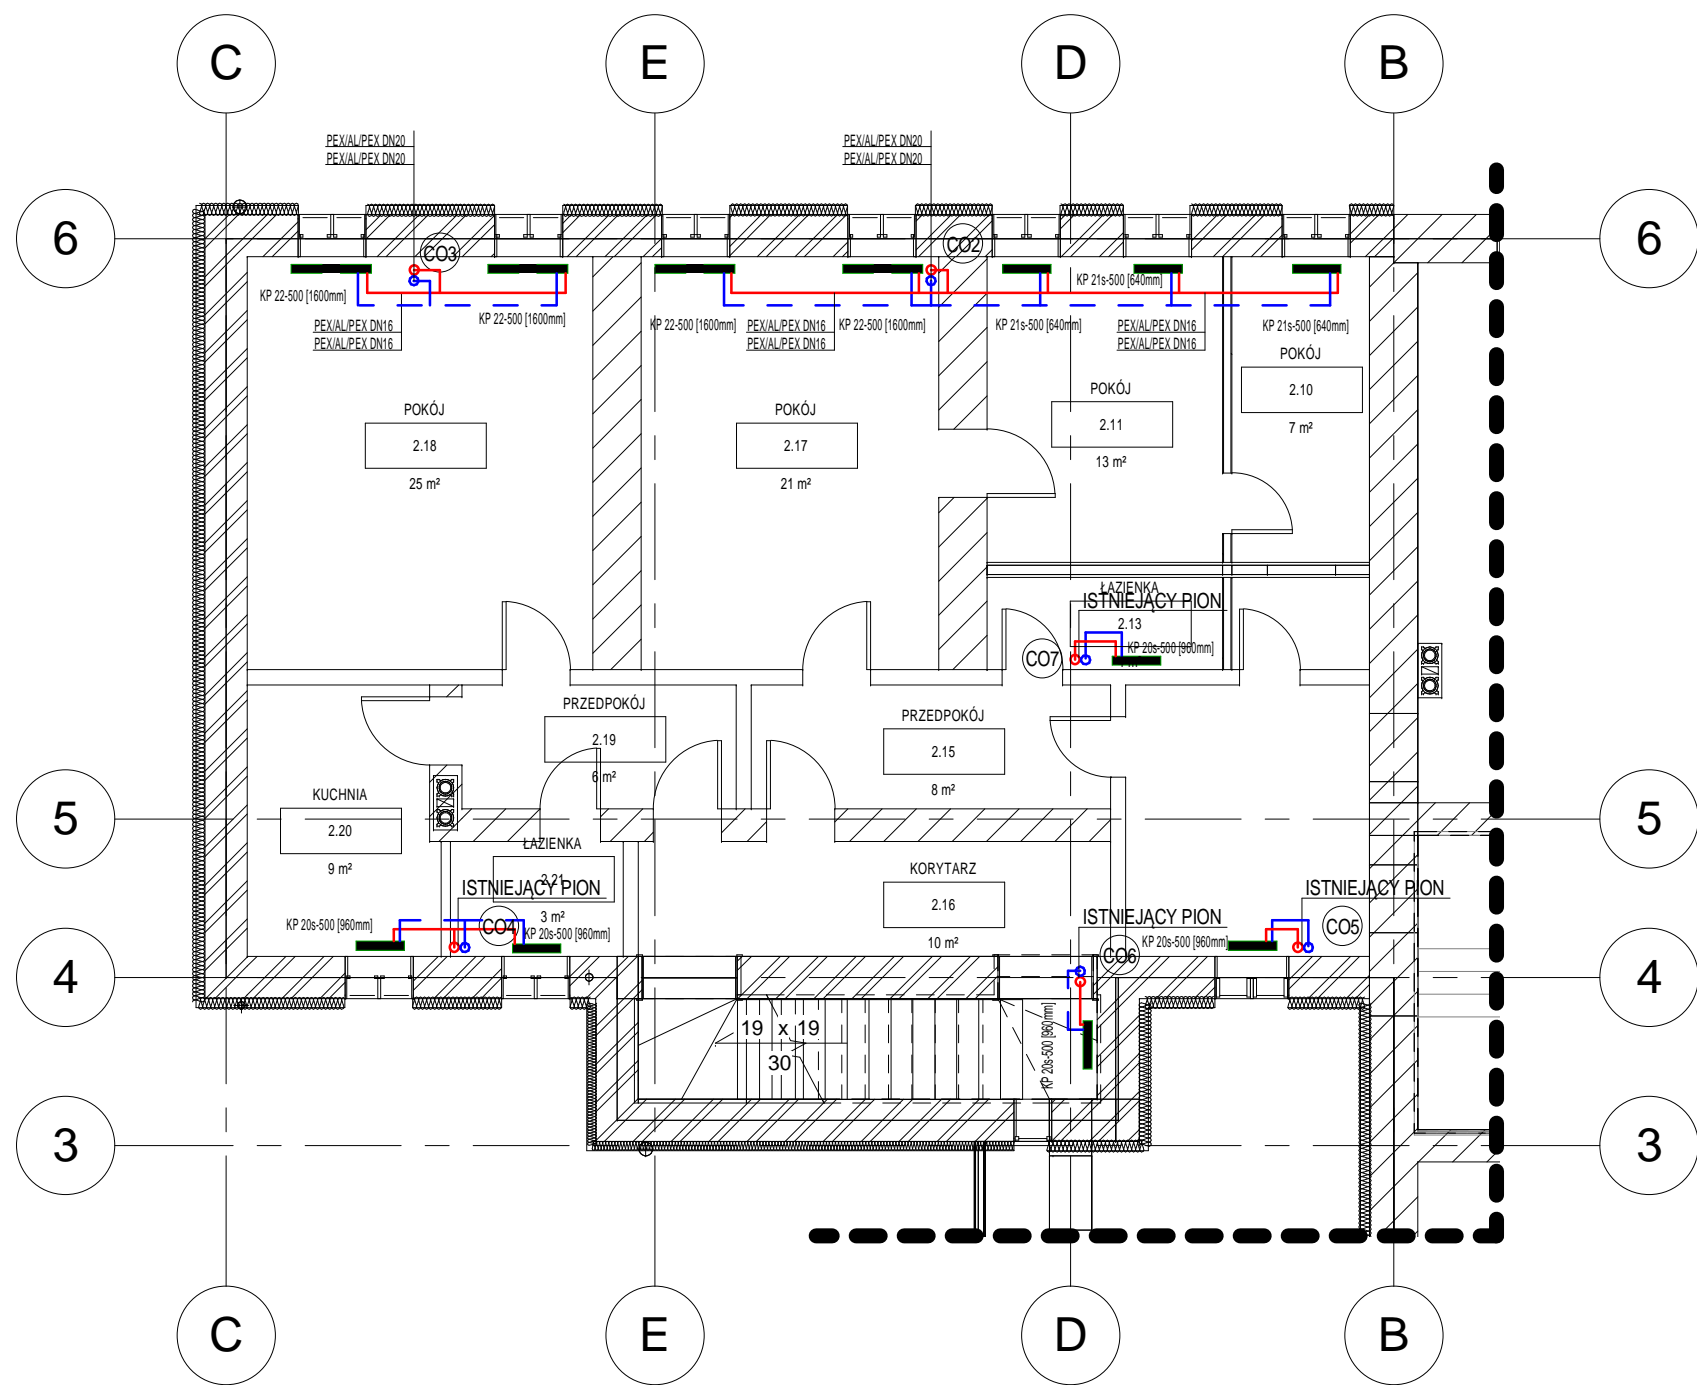 C
E
D
B
PEX/AL/PEX DN20
PEX/AL/PEX DN20
PEX/AL/PEX DN20
PEX/AL/PEX DN20
6
6
CO3
CO2
KP 22-500 [1600mm]
KP 22-500 [1600mm]
KP 22-500 [1600mm]
KP 22-500 [1600mm]
KP 21s-500 [640mm]
KP 21s-500 [640mm]
KP 21s-500 [640mm]
PEX/AL/PEX DN16
PEX/AL/PEX DN16
PEX/AL/PEX DN16
PEX/AL/PEX DN16
PEX/AL/PEX DN16
PEX/AL/PEX DN16
POKÓJ
2.18
25 m²
POKÓJ
2.17
21 m²
POKÓJ
2.11
13 m²
POKÓJ
2.10
7 m²
ŁAZIENKA
ISTNIEJĄCY PION
2.13
KP 20s-500 [960mm]
CO7
PRZEDPOKÓJ
2.19
6 m²
PRZEDPOKÓJ
2.15
8 m²
KUCHNIA
2.20
9 m²
5
5
ŁAZIENKA
2.21
3 m²
ISTNIEJĄCY PION
CO4
KP 20s-500 [960mm]
KP 20s-500 [960mm]
KORYTARZ
2.16
10 m²
ISTNIEJĄCY PION
CO6
KP 20s-500 [960mm]
ISTNIEJĄCY PION
CO5
KP 20s-500 [960mm]
4
4
19 x 19
30
3
3
C
E
D
B